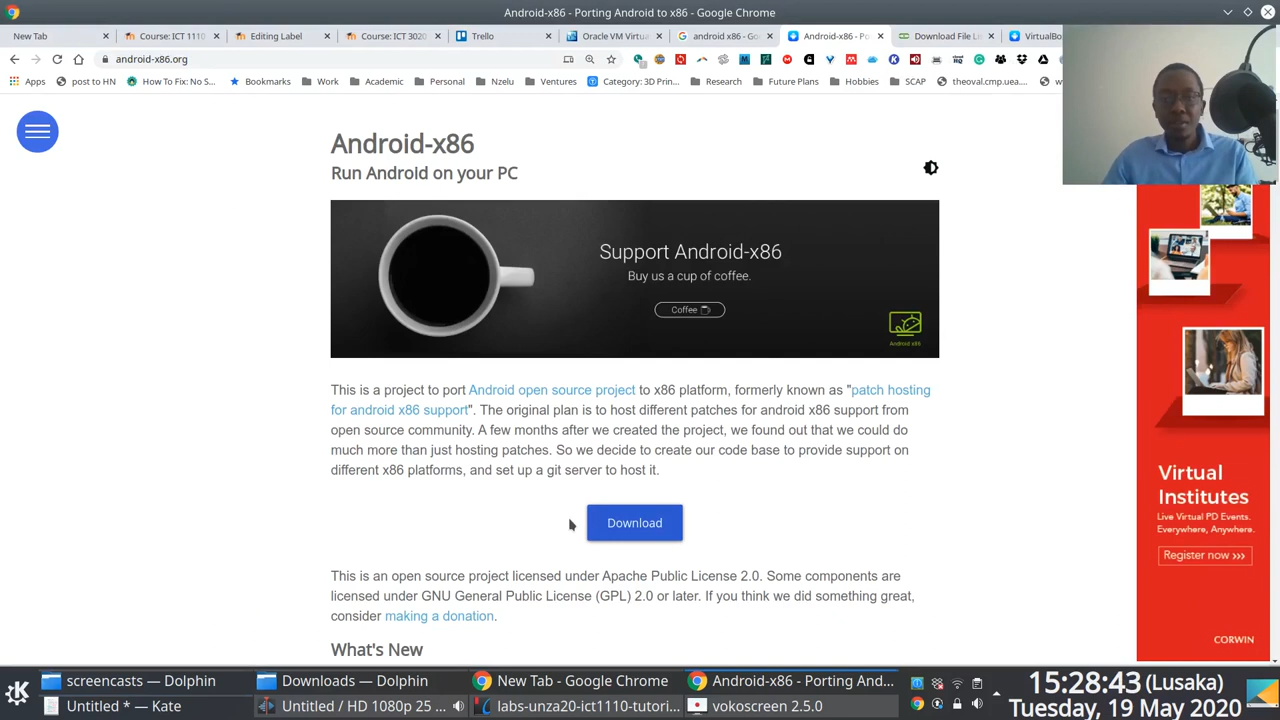 Android-x86 - Porting Android to x86 - Google Chrome
New Tab
Course: ICT 1110
Editing Label
Course: ICT 3020
Trello
Oracle VM Virtua
android x86 - Go
Android-x86 - Po
Download File Li
VirtualBo
android-x86.org
Apps
post to HN
How To Fix: No S...
Bookmarks
Work
Academic
Personal
Nzelu
Ventures
Category: 3D Prin...
Research
Future Plans
Hobbies
SCAP
theoval.cmp.uea....
Android-x86
Run Android on your PC
Support Android-x86
Buy us a cup of coffee.
Coffee
Android x86
This is a project to port Android open source project to x86 platform, formerly known as "patch hosting
for android x86 support". The original plan is to host different patches for android x86 support from
open source community. A few months after we created the project, we found out that we could do
much more than just hosting patches. So we decide to create our code base to provide support on
different x86 platforms, and set up a git server to host it.
Download
This is an open source project licensed under Apache Public License 2.0. Some components are
licensed under GNU General Public License (GPL) 2.0 or later. If you think we did something great,
consider making a donation.
What's New
Virtual
Institutes
Live Virtual PD Events.
Everywhere, Anywhere.
Register now >>>
CORWIN
screencasts — Dolphin
Downloads — Dolphin
New Tab - Google Chrome
Android-x86 - Porting And...
Untitled * — Kate
Untitled / HD 1080p 25 ...
labs-unza20-ict1110-tutori...
vokoscreen 2.5.0
15:28:43 (Lusaka)
Tuesday, 19 May 2020